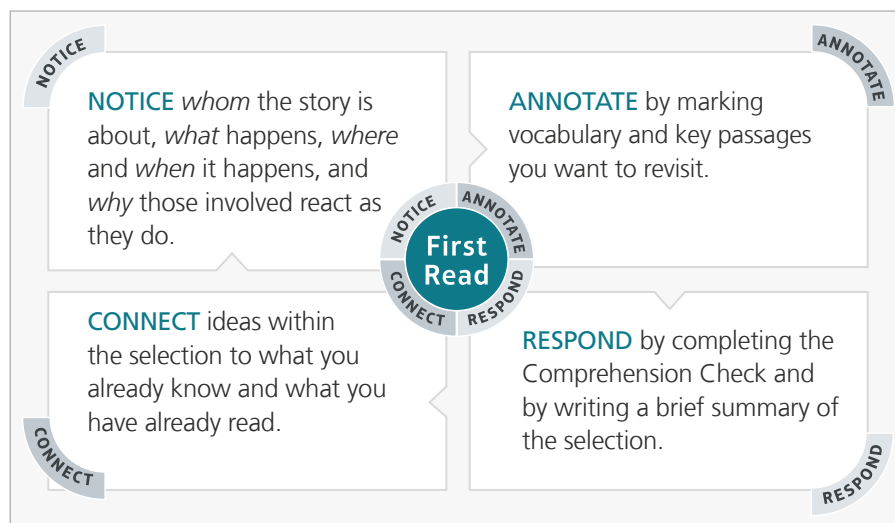 NOTICE
NOTICE whom the story is
about, what happens, where
and when it happens, and
why those involved react as
they do.
ANNOTATE
ANNOTATE by marking
vocabulary and key passages
you want to revisit.
NOTICE
ANNOTATE
First
Read
CONNECT
RESPOND
CONNECT ideas within
the selection to what you
already know and what you
have already read.
CONNECT
RESPOND by completing the
Comprehension Check and
by writing a brief summary of
the selection.
RESPOND